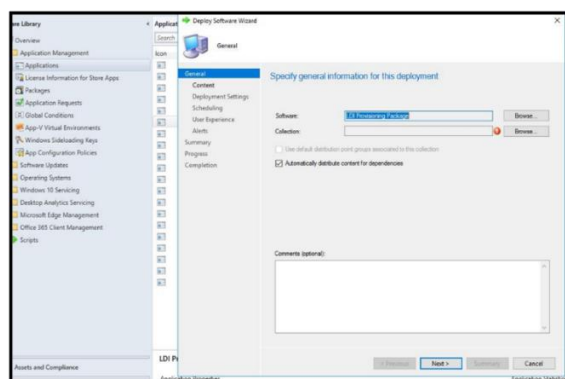 are Library
Overview
Application Management
Applications
License Information for Store Apps
Packages
Application Requests
Global Conditions
App-V Virtual Environments
Windows Sideloading Keys
App Configuration Policies
Software Updates
Operating Systems
Windows 10 Servicing
Desktop Analytics Servicing
Microsoft Edge Management
Office 365 Client Management
Scripts
Assets and Compliance
Applicat
Search
Icon
LDI Pr
Deploy Software Wizard
General
General
Content
Deployment Settings
Scheduling
User Experience
Alerts
Summary
Progress
Completion
Specify general information for this deployment
Software:
LDI Provisioning Package
Browse...
Collection:
Browse...
Use default distribution point groups associated to this collection
Automatically distribute content for dependencies
Comments (optional):
< Previous
Next >
Summary
Cancel